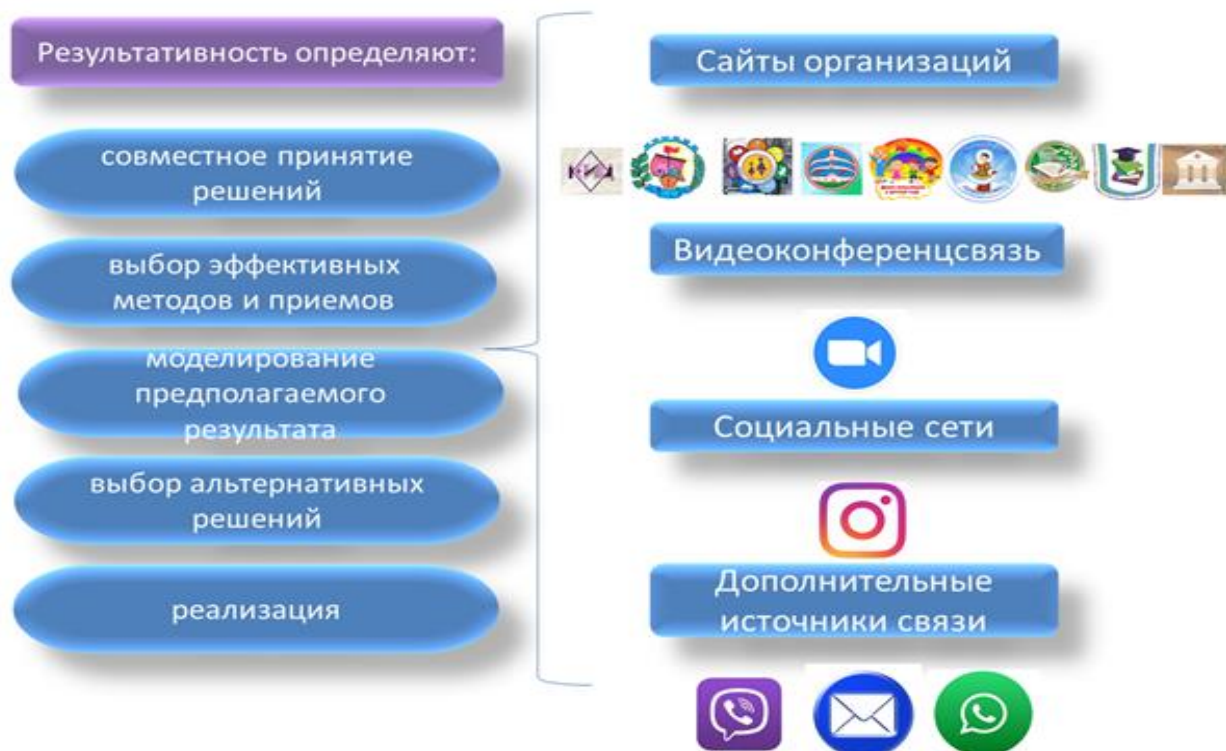 Результативность определяют:
совместное принятие
решений
выбор эффективных
методов и приемов
моделирование
предполагаемого
результата
выбор альтернативных
решений
реализация
Сайты организаций
Видеоконференцсвязь
Социальные сети
Дополнительные
источники связи